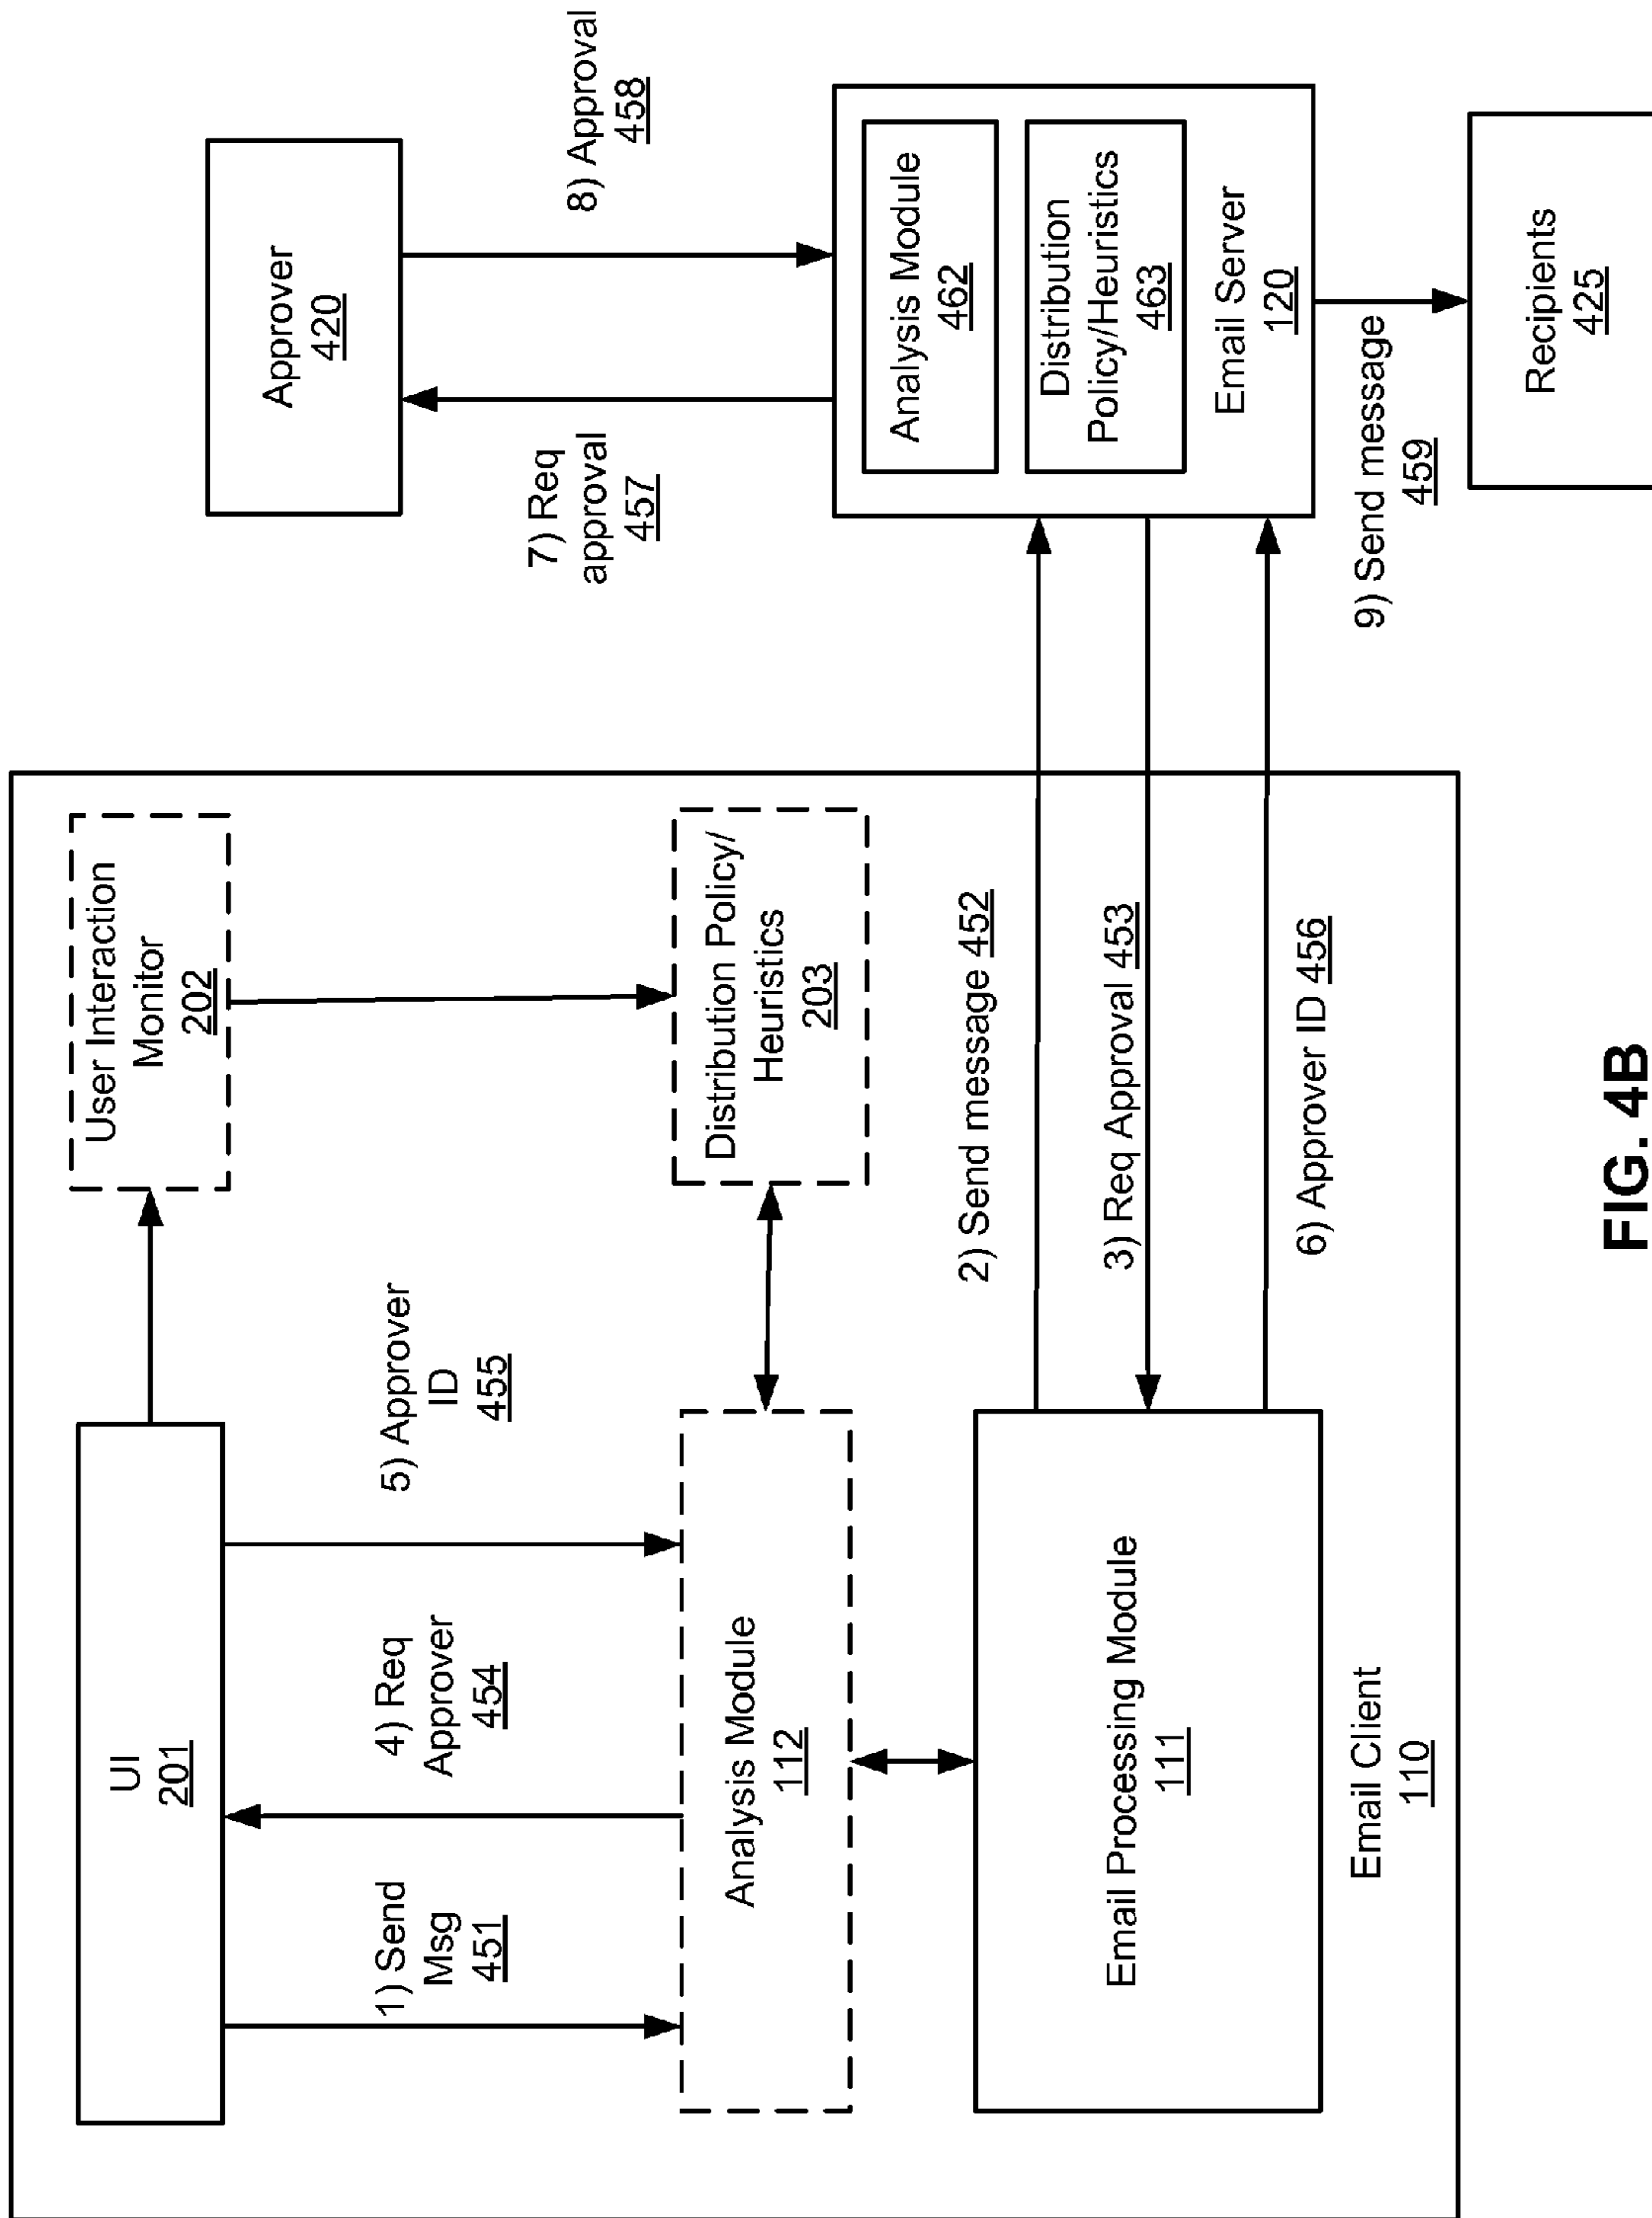 UI
201
User Interaction
Monitor
202
1) Send
Msg
451
4) Req
Approver
454
5) Approver
ID
455
Analysis Module
112
Distribution Policy/
Heuristics
203
Email Processing Module
111
Email Client
110
2) Send message 452
3) Req Approval 453
6) Approver ID 456
Approver
420
7) Req
approval
457
8) Approval
458
Analysis Module
462
Distribution
Policy/Heuristics
463
Email Server
120
9) Send message
459
Recipients
425
FIG. 4B